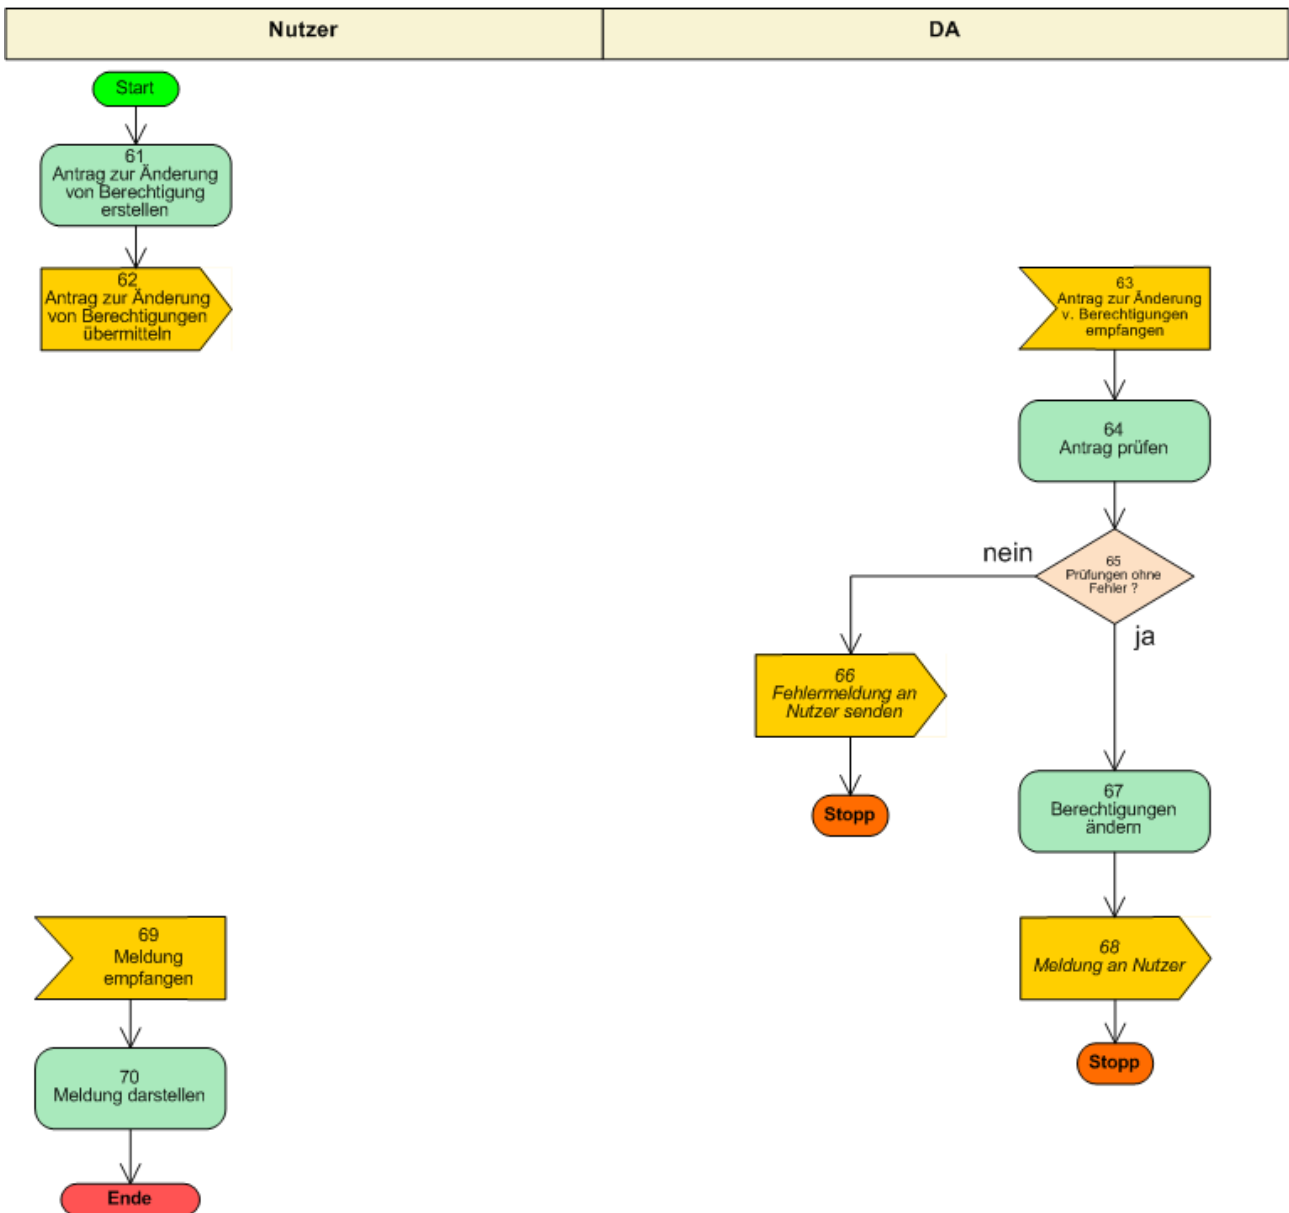 Nutzer
DA
Start
61
Antrag zur Änderung
von Berechtigung
erstellen
62
Antrag zur Änderung
von Berechtigungen
übermitteln
63
Antrag zur Änderung
v. Berechtigungen
empfangen
64
Antrag prüfen
65
Prüfungen ohne
Fehler ?
nein
ja
66
Fehlermeldung an
Nutzer senden
Stopp
67
Berechtigungen
ändern
68
Meldung an Nutzer
Stopp
69
Meldung
empfangen
70
Meldung darstellen
Ende